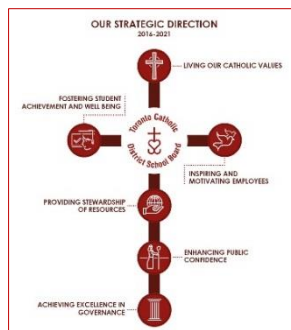 OUR STRATEGIC DIRECTION
2016-2021
LIVING OUR CATHOLIC VALUES
FOSTERING STUDENT
ACHIEVEMENT AND WELL BEING
Toronto Catholic
District School Board
INSPIRING AND
MOTIVATING EMPLOYEES
PROVIDING STEWARDSHIP
OF RESOURCES
ENHANCING PUBLIC
CONFIDENCE
ACHIEVING EXCELLENCE IN
GOVERNANCE